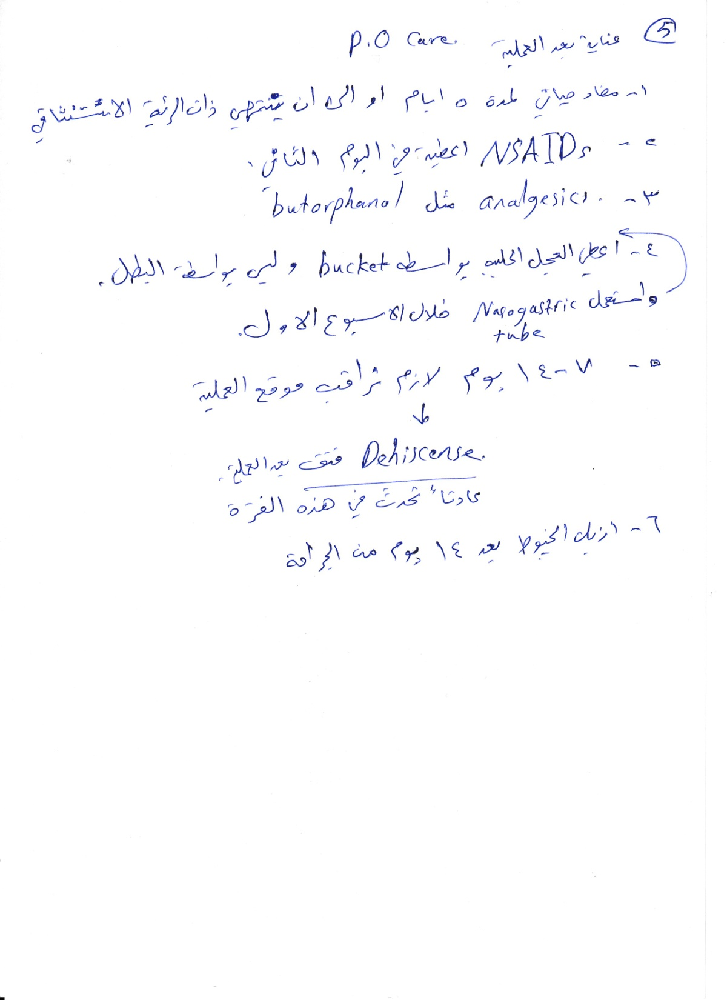 ⑤ عناية بعد العملية P.O Care.
١- مضاد حياتي لمدة ٥ ايام او الى ان ينتهي ذات الرئة الاستنشاقي
٢- NSAIDs اعطيه في اليوم الثاني.
٣- analgesics. مثل butorphanol
٤- اعطي العجل الحليب بواسطه bucket وليس بواسطة البطل.
واستعمل Nasogastric tube خلال الاسبوع الاول.
٥- ٧-١٤ يوم لازم تراقب موقع العملية
↓
Dehiscense. فتق بعد العملية.
عادتاً تحدث في هذه الفترة
٦- ازيل الخيوط بعد ١٤ يوم من الجراحة